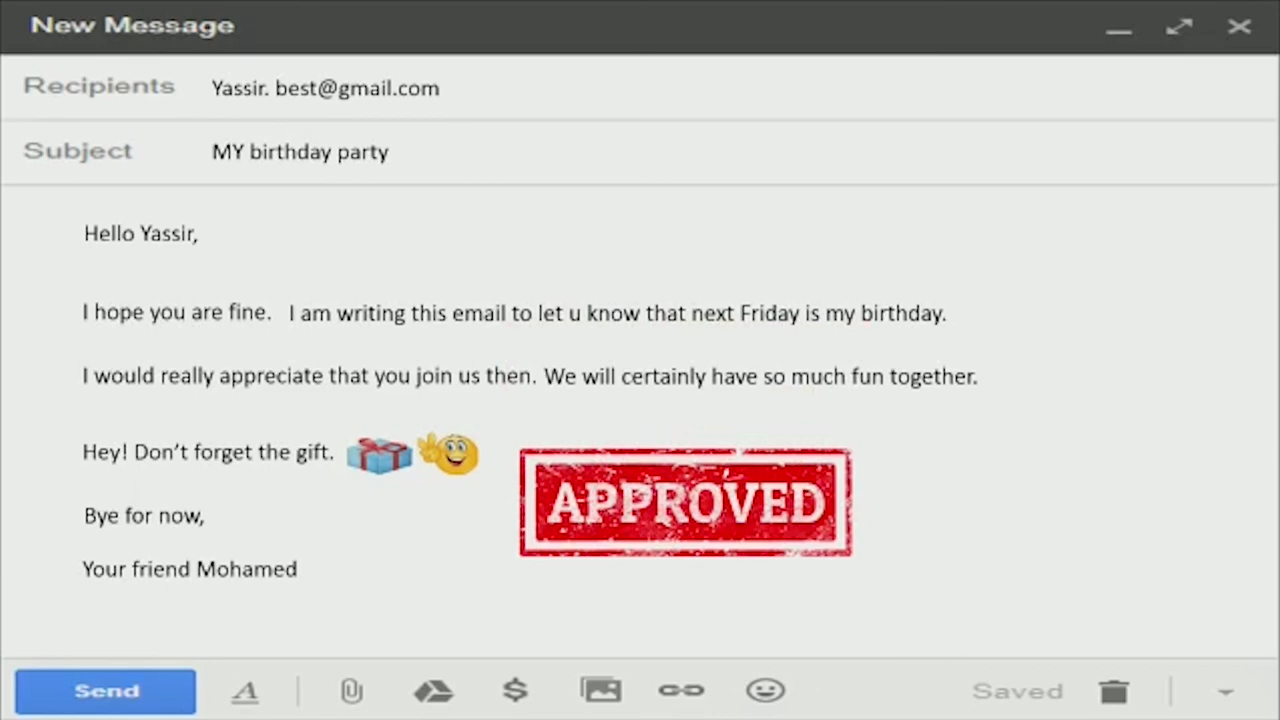 New Message
Recipients Yassir. best@gmail.com
Subject MY birthday party
Hello Yassir,
I hope you are fine. I am writing this email to let u know that next Friday is my birthday.
I would really appreciate that you join us then. We will certainly have so much fun together.
Hey! Don’t forget the gift.
APPROVED
Bye for now,
Your friend Mohamed
Send A $ Saved